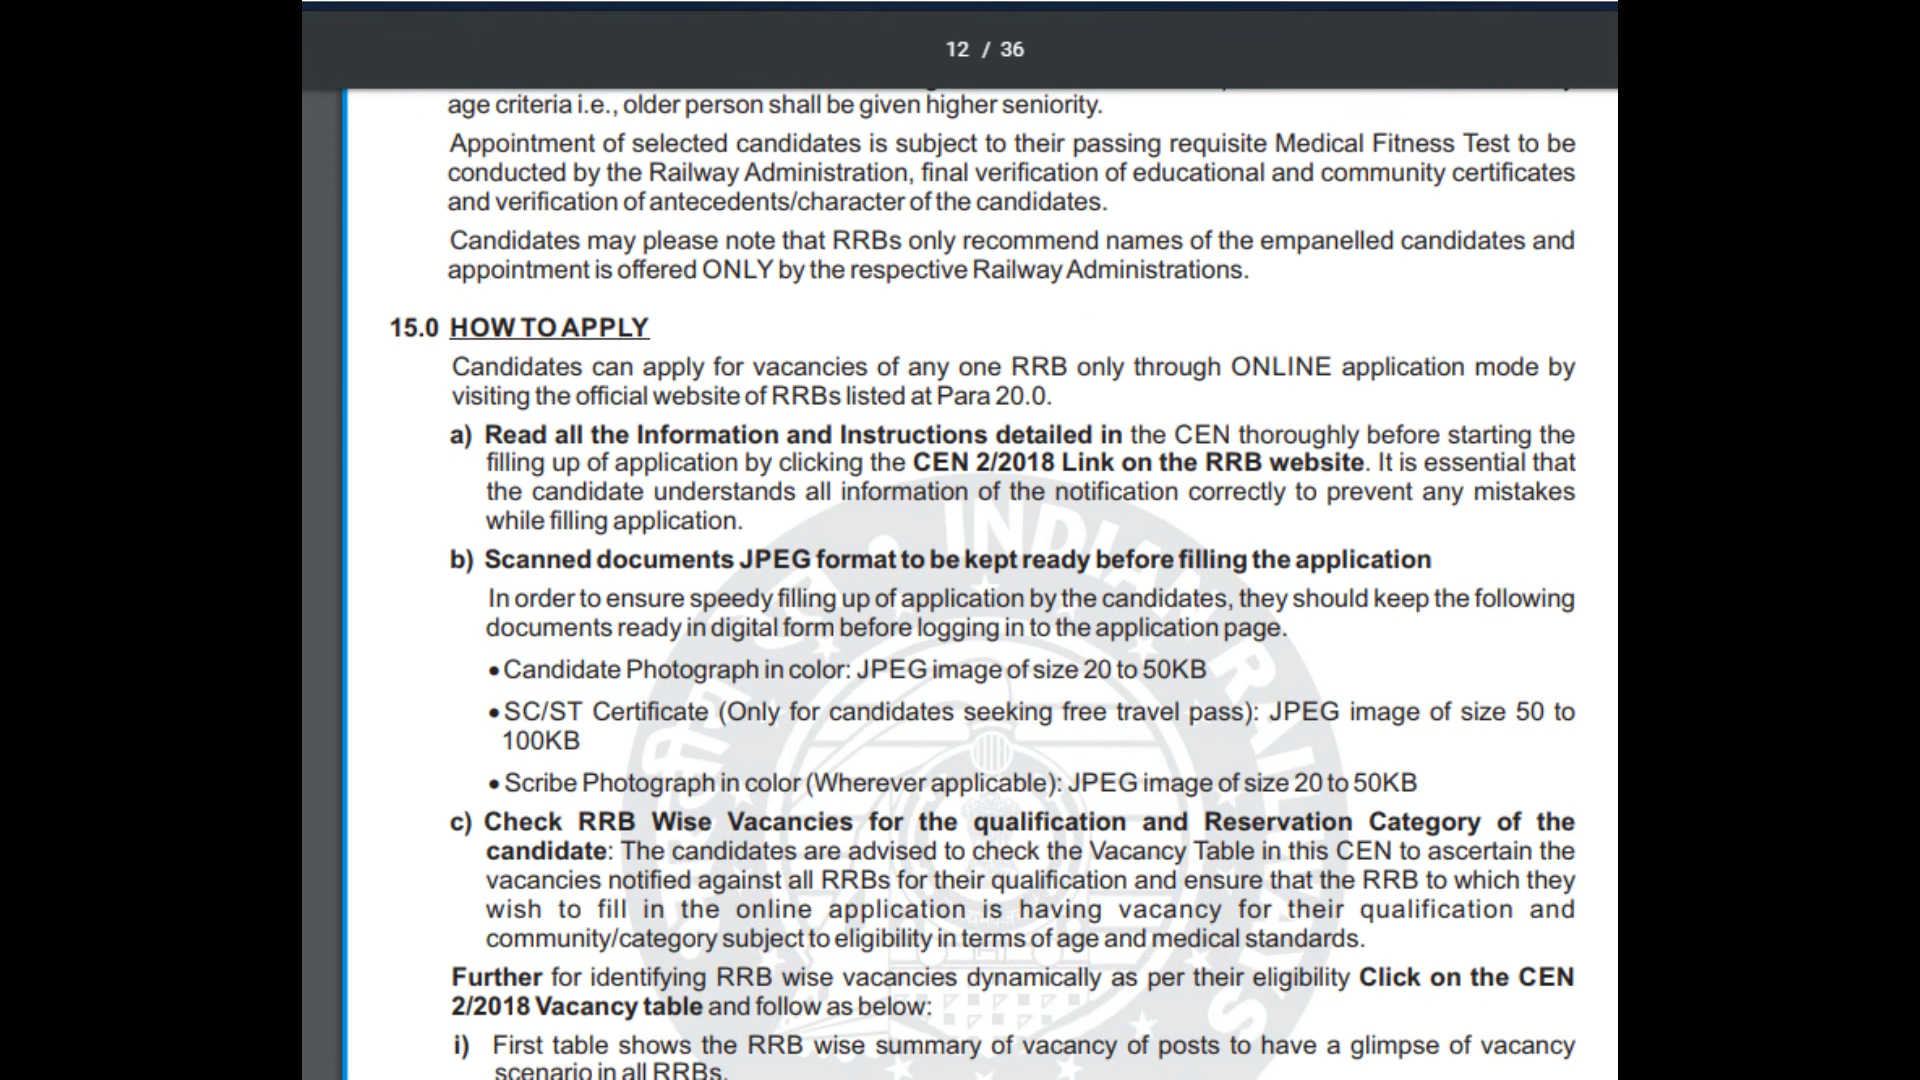 12 / 36
age criteria i.e., older person shall be given higher seniority.
Appointment of selected candidates is subject to their passing requisite Medical Fitness Test to be
conducted by the Railway Administration, final verification of educational and community certificates
and verification of antecedents/character of the candidates.
Candidates may please note that RRBs only recommend names of the empanelled candidates and
appointment is offered ONLY by the respective Railway Administrations.
15.0 HOW TO APPLY
Candidates can apply for vacancies of any one RRB only through ONLINE application mode by
visiting the official website of RRBs listed at Para 20.0.
a) Read all the Information and Instructions detailed in the CEN thoroughly before starting the
filling up of application by clicking the CEN 2/2018 Link on the RRB website. It is essential that
the candidate understands all information of the notification correctly to prevent any mistakes
while filling application.
b) Scanned documents JPEG format to be kept ready before filling the application
In order to ensure speedy filling up of application by the candidates, they should keep the following
documents ready in digital form before logging in to the application page.
• Candidate Photograph in color: JPEG image of size 20 to 50KB
• SC/ST Certificate (Only for candidates seeking free travel pass): JPEG image of size 50 to
100KB
• Scribe Photograph in color (Wherever applicable): JPEG image of size 20 to 50KB
c) Check RRB Wise Vacancies for the qualification and Reservation Category of the
candidate: The candidates are advised to check the Vacancy Table in this CEN to ascertain the
vacancies notified against all RRBs for their qualification and ensure that the RRB to which they
wish to fill in the online application is having vacancy for their qualification and
community/category subject to eligibility in terms of age and medical standards.
Further for identifying RRB wise vacancies dynamically as per their eligibility Click on the CEN
2/2018 Vacancy table and follow as below:
i) First table shows the RRB wise summary of vacancy of posts to have a glimpse of vacancy
scenario in all RRBs.
INDIAN RAILWAYS